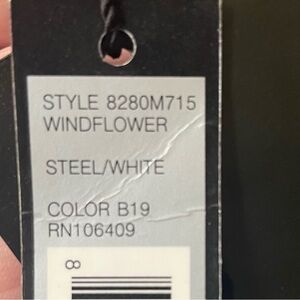 STYLE 8280M715
WINDFLOWER
STEEL/WHITE
COLOR B19
RN106409
8